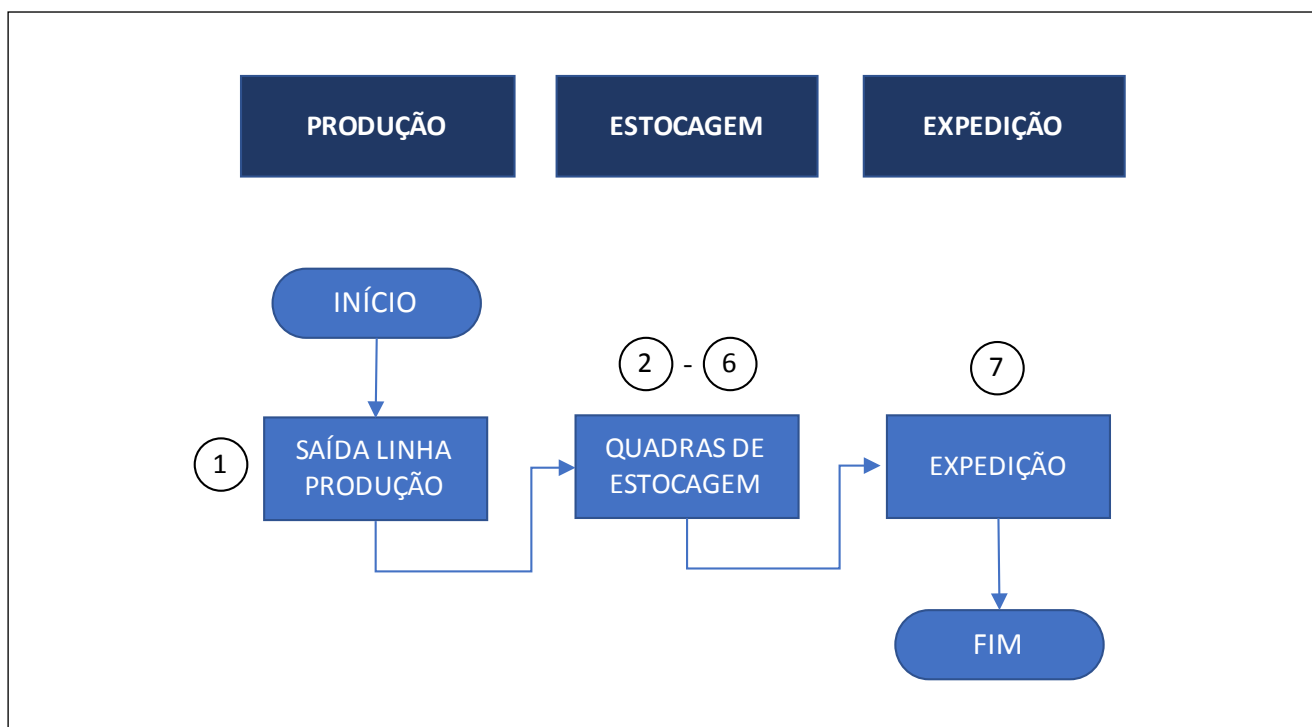 PRODUÇÃO
ESTOCAGEM
EXPEDIÇÃO
INÍCIO
2 - 6
7
1
SAÍDA LINHA
PRODUÇÃO
QUADRAS DE
ESTOCAGEM
EXPEDIÇÃO
FIM